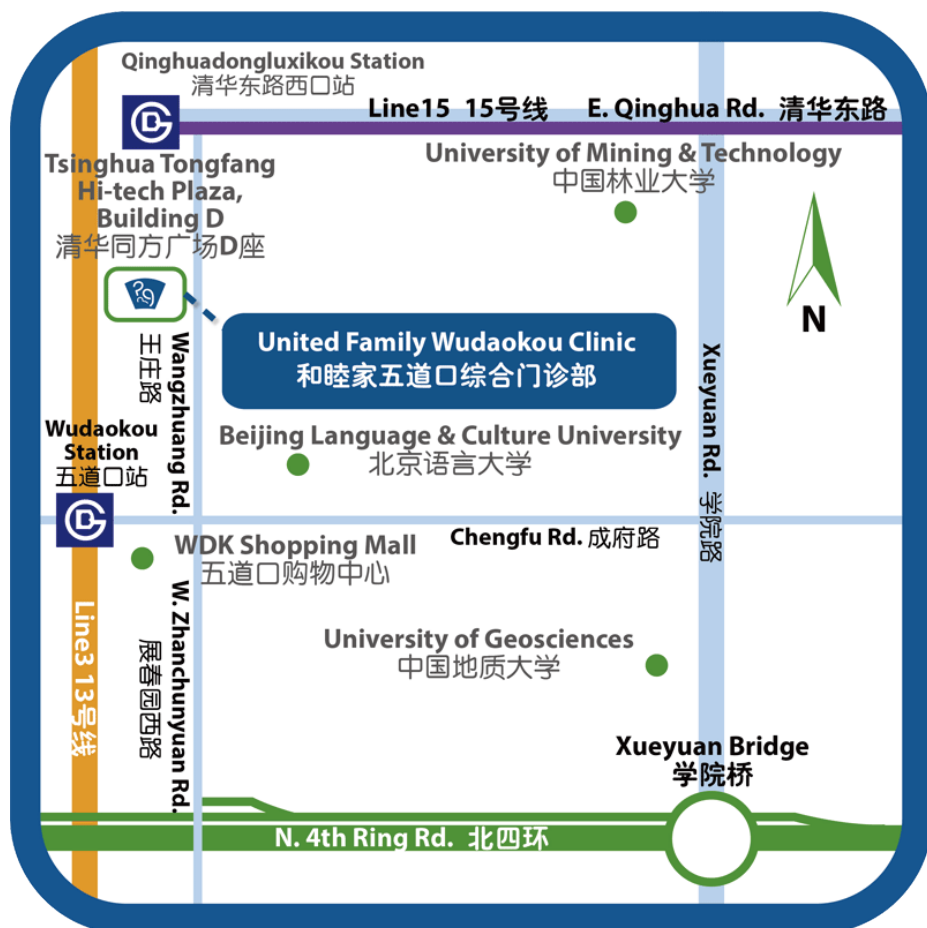 Qinghuadongluxikou Station
清华东路西口站
Line15 15号线
E. Qinghua Rd. 清华东路
Tsinghua Tongfang
Hi-tech Plaza,
Building D
清华同方广场D座
University of Mining & Technology
中国林业大学
N
United Family Wudaokou Clinic
和睦家五道口综合门诊部
Wangzhuang Rd.
王庄路
Xueyuan Rd. 学院路
Wudaokou
Station
五道口站
Beijing Language & Culture University
北京语言大学
Chengfu Rd. 成府路
WDK Shopping Mall
五道口购物中心
Line3 13号线
W. Zhanchunyuan Rd.
展春园西路
University of Geosciences
中国地质大学
Xueyuan Bridge
学院桥
N. 4th Ring Rd. 北四环